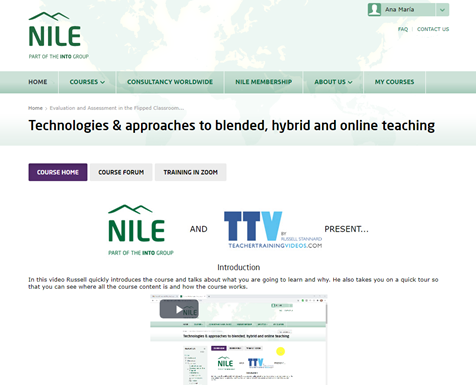 Ana María
NILE
PART OF THE INTO GROUP
FAQ | CONTACT US
HOME COURSES CONSULTANCY WORLDWIDE NILE MEMBERSHIP ABOUT US MY COURSES
Home : Evaluation and Assessment in the Flipped Classroom...
Technologies & approaches to blended, hybrid and online teaching
COURSE HOME COURSE FORUM TRAINING IN ZOOM
NILE
PART OF THE INTO GROUP
AND
TTV
BY
RUSSELL STANNARD
TEACHERTRAININGVIDEOS.COM
PRESENT...
Introduction
In this video Russell quickly introduces the course and talks about what you are going to learn and why. He also takes you on a quick tour so
that you can see where all the course content is and how the course works.
Technologies & approaches to blended, hybrid and online teaching
NILE
AND
TTV